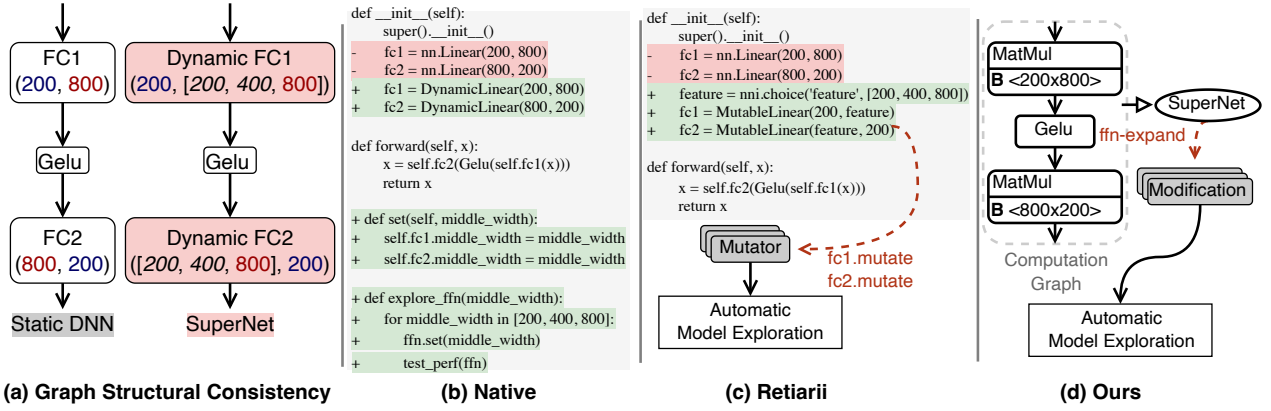 FC1
(200, 800)
Gelu
FC2
(800, 200)
Static DNN
Dynamic FC1
(200, [200, 400, 800])
Gelu
Dynamic FC2
([200, 400, 800], 200)
SuperNet
(a) Graph Structural Consistency
def __init__(self):
super().__init__()
- fc1 = nn.Linear(200, 800)
- fc2 = nn.Linear(800, 200)
+ fc1 = DynamicLinear(200, 800)
+ fc2 = DynamicLinear(800, 200)
def forward(self, x):
x = self.fc2(Gelu(self.fc1(x)))
return x
+ def set(self, middle_width):
+ self.fc1.middle_width = middle_width
+ self.fc2.middle_width = middle_width
+ def explore_ffn(middle_width):
+ for middle_width in [200, 400, 800]:
+ ffn.set(middle_width)
+ test_perf(ffn)
(b) Native
def __init__(self):
super().__init__()
- fc1 = nn.Linear(200, 800)
- fc2 = nn.Linear(800, 200)
+ feature = nni.choice('feature', [200, 400, 800])
+ fc1 = MutableLinear(200, feature)
+ fc2 = MutableLinear(feature, 200)
def forward(self, x):
x = self.fc2(Gelu(self.fc1(x)))
return x
Mutator
fc1.mutate
fc2.mutate
Automatic
Model Exploration
(c) Retiarii
MatMul
B <200x800>
Gelu
MatMul
B <800x200>
Computation
Graph
SuperNet
ffn-expand
Modification
Automatic
Model Exploration
(d) Ours